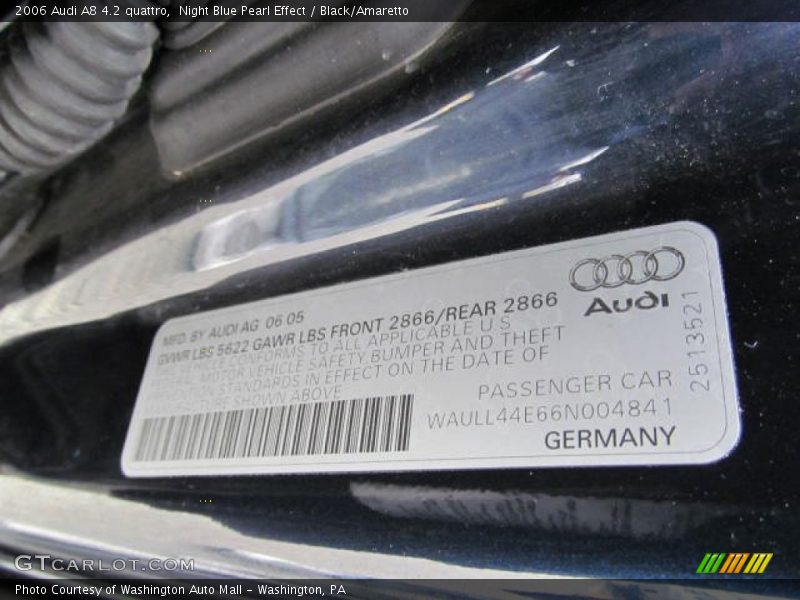 2006 Audi A8 4.2 quattro, Night Blue Pearl Effect / Black/Amaretto
MFD. BY AUDI AG 06 05
GVWR LBS 5622 GAWR LBS FRONT 2866/REAR 2866
CONFORMS TO ALL APPLICABLE U.S
MOTOR VEHICLE SAFETY, BUMPER AND THEFT
STANDARDS IN EFFECT ON THE DATE OF
SHOWN ABOVE
Audi
2513521
PASSENGER CAR
WAULL44E66N004841
GERMANY
GTCARLOT.COM
Photo Courtesy of Washington Auto Mall - Washington, PA